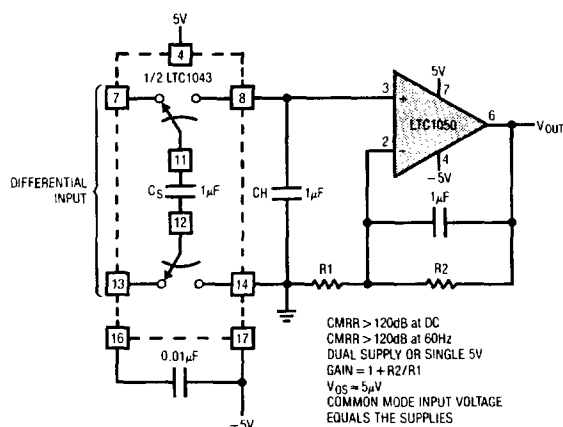 5V
4
1/2 LTC1043
7
8
11
CS
1µF
12
DIFFERENTIAL
INPUT
13
14
16
17
0.01µF
–5V
CH
1µF
3
+
5V
7
LTC1050
6
VOUT
2
–
4
–5V
1µF
R1
R2
CMRR > 120dB at DC
CMRR > 120dB at 60Hz
DUAL SUPPLY OR SINGLE 5V
GAIN = 1 + R2/R1
VOS ≈ 5µV
COMMON MODE INPUT VOLTAGE
EQUALS THE SUPPLIES